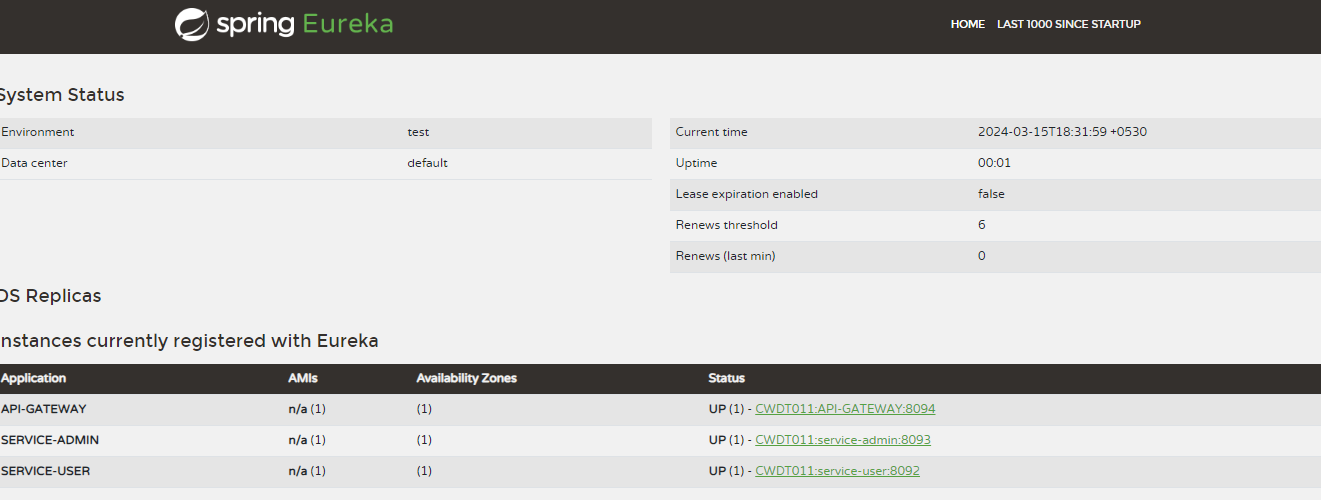 spring Eureka
HOME LAST 1000 SINCE STARTUP
System Status
Environment test
Data center default
Current time 2024-03-15T18:31:59 +0530
Uptime 00:01
Lease expiration enabled false
Renews threshold 6
Renews (last min) 0
DS Replicas
nstances currently registered with Eureka
Application AMIs Availability Zones Status
API-GATEWAY n/a (1) (1) UP (1) - CWDT011:API-GATEWAY:8094
SERVICE-ADMIN n/a (1) (1) UP (1) - CWDT011:service-admin:8093
SERVICE-USER n/a (1) (1) UP (1) - CWDT011:service-user:8092